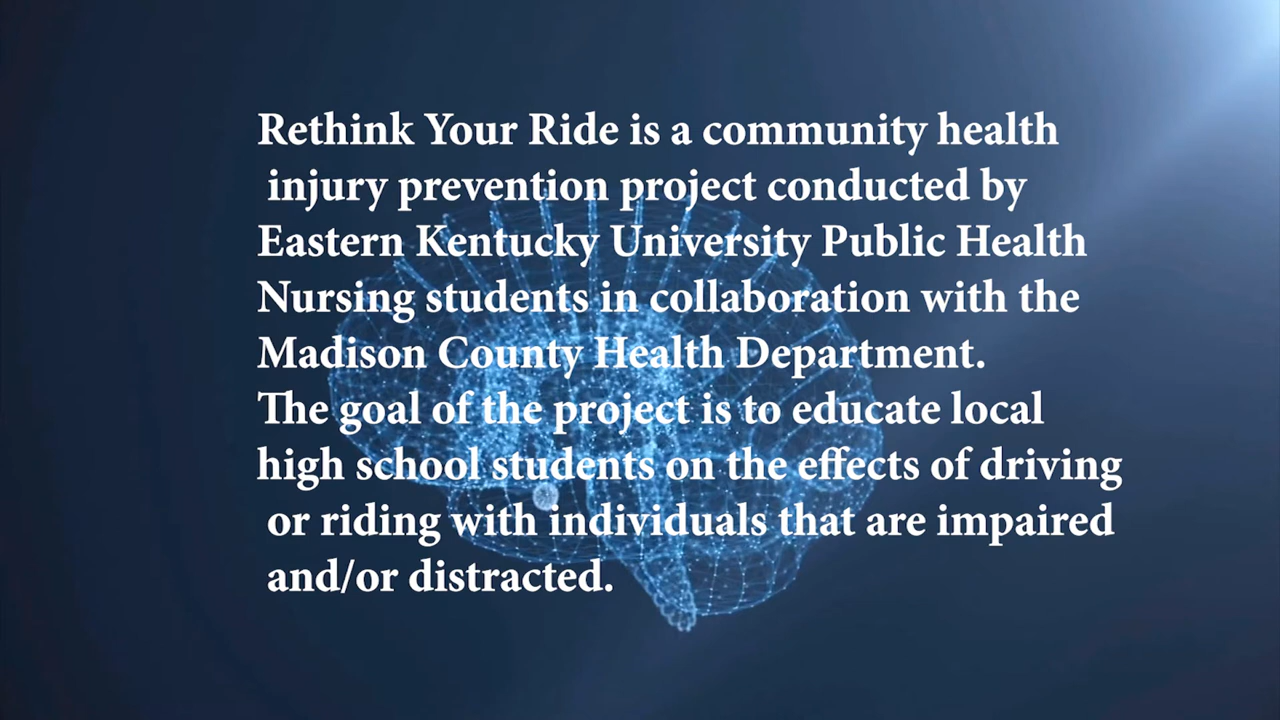 Rethink Your Ride is a community health
injury prevention project conducted by
Eastern Kentucky University Public Health
Nursing students in collaboration with the
Madison County Health Department.
The goal of the project is to educate local
high school students on the effects of driving
or riding with individuals that are impaired
and/or distracted.